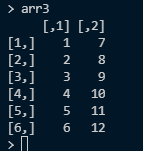 > arr3
     [,1] [,2]
[1,]    1    7
[2,]    2    8
[3,]    3    9
[4,]    4   10
[5,]    5   11
[6,]    6   12
>